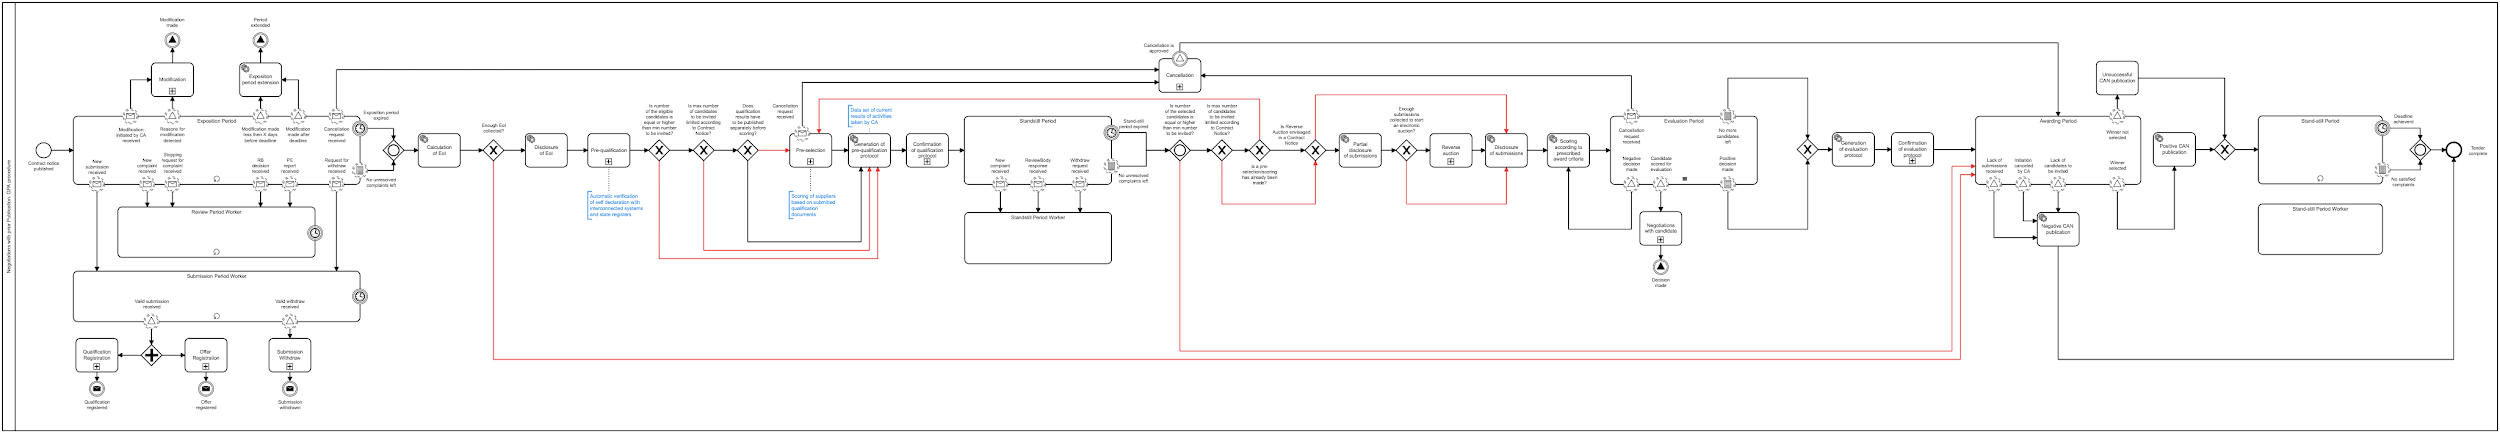 Negotiations with prior Publication - GPA procedure
Contract notice
published
Modification
made
Period
extended
Modification
Exposition
period extension
Exposition Period
Modification
initiated by CA
received
Reasons for
modification
detected
Modification made
less then X days
before deadline
Modification
made after
deadline
Cancellation
request
received
Exposition period
expired
New
submission
received
New
complaint
received
Stopping
request for
complaint
received
RB
decision
received
PC
report
received
Request for
withdraw
received
No unresolved
complaints left
Review Period Worker
Submission Period Worker
Valid submission
received
Valid withdraw
received
Qualification
Registration
Offer
Registration
Submission
Withdraw
Qualification
registered
Offer
registered
Submission
withdrawn
Calculation
of EoI
Enough EoI
collected?
Disclosure
of EoI
Pre-qualification
Automatic verification
of self declaration with
interconnected systems
and state registers
Is number
of the eligible
candidates is
equal or higher
than min number
to be invited?
Is max number
of candidates
to be invited
limited according
to Contract
Notice?
Does
qualification
results have
to be published
separately before
scoring?
Cancellation
request
received
Pre-selection
Scoring of suppliers
based on submitted
qualification
documents
Data set of current
results of activities
taken by CA
Generation of
pre-qualification
protocol
Confirmation
of qualification
protocol
Standstill Period
New
complaint
received
ReviewBody
response
received
Withdraw
request
received
Stand-still
period expired
No unresolved
complaints left
Standstill Period Worker
Cancellation is
approved
Cancellation
Is number
of the selected
candidates is
equal or higher
than min number
to be invited?
Is max number
of candidates
to be invited
limited according
to Contract
Notice?
Is a pre-
selection/scoring
has already been
made?
Is Reverse
Auction envisaged
in a Contract
Notice
Partial
disclosure
of submissions
Enough
submissions
collected to start
an electronic
auction?
Reverse
auction
Disclosure
of submissions
Scoring
according to
prescribed
award criteria
Evaluation Period
Cancellation
request
received
No more
candidates
left
Negative
decision
made
Candidate
scored for
evaluation
Positive
decision
made
Negotiations
with candidate
Decision
made
Generation
of evaluation
protocol
Confirmation
of evaluation
protocol
Awarding Period
Lack of
submissions
received
Initiation
canceled
by CA
Lack of
candidates to
be invited
Winner not
selected
Winner
selected
Negative CAN
publication
Unsuccessful
CAN publication
Positive CAN
publication
Stand-still Period
Deadline
achieved
No satisfied
complaints
Stand-still Period Worker
Tender
complete